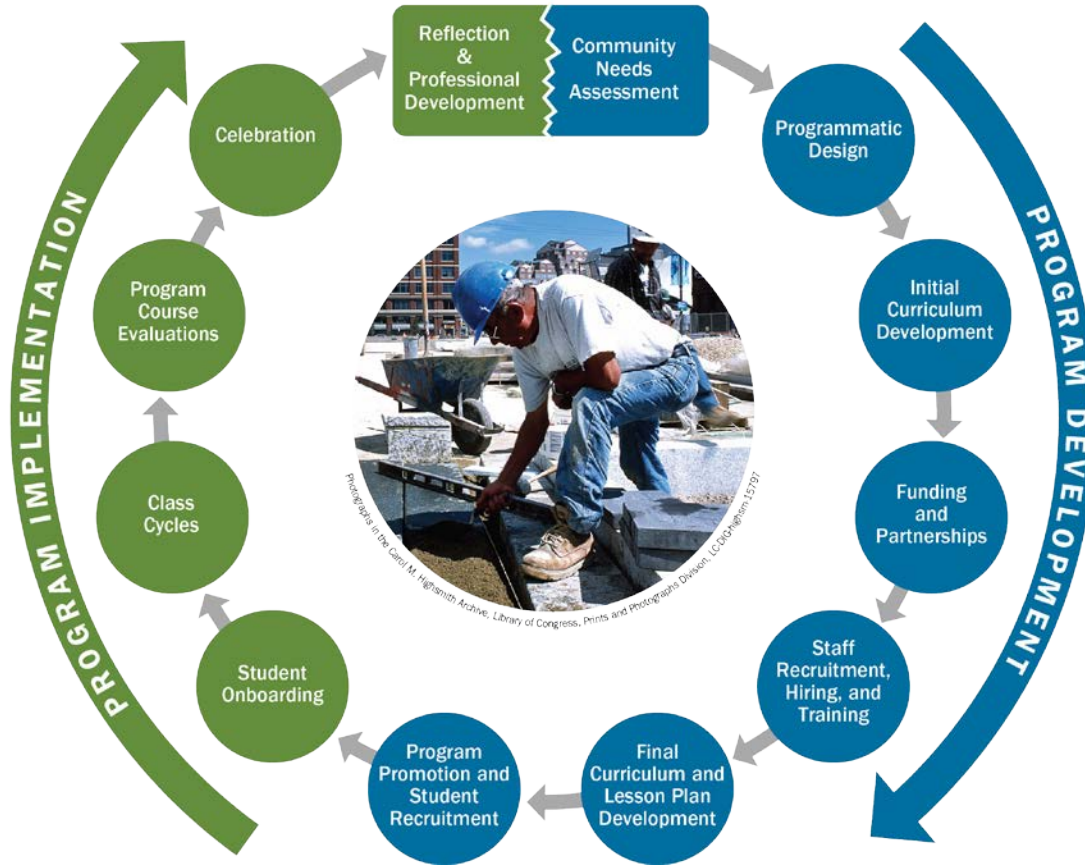 Reflection
&
Professional
Development
Community
Needs
Assessment
Programmatic
Design
Initial
Curriculum
Development
Funding
and
Partnerships
Staff
Recruitment,
Hiring, and
Training
Final
Curriculum and
Lesson Plan
Development
Program
Promotion and
Student
Recruitment
Student
Onboarding
Class
Cycles
Program
Course
Evaluations
Celebration
PROGRAM DEVELOPMENT
PROGRAM IMPLEMENTATION
Photographs in the Carol M. Highsmith Archive, Library of Congress, Prints and Photographs Division, LC-DIG-highsm-15797